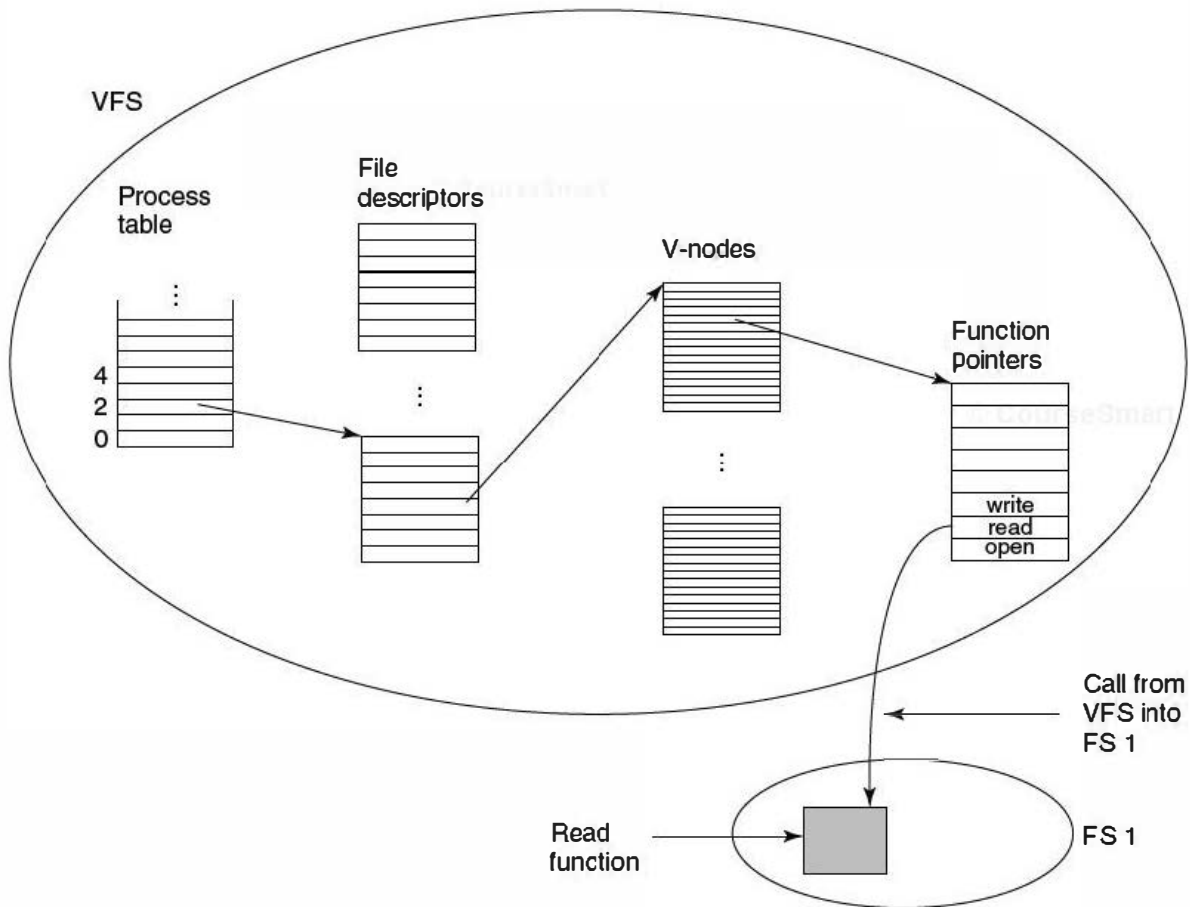 VFS
Process
table
File
descriptors
V-nodes
Function
pointers
4
2
0
CourseSmart
write
read
open
Call from
VFS into
FS 1
Read
function
FS 1